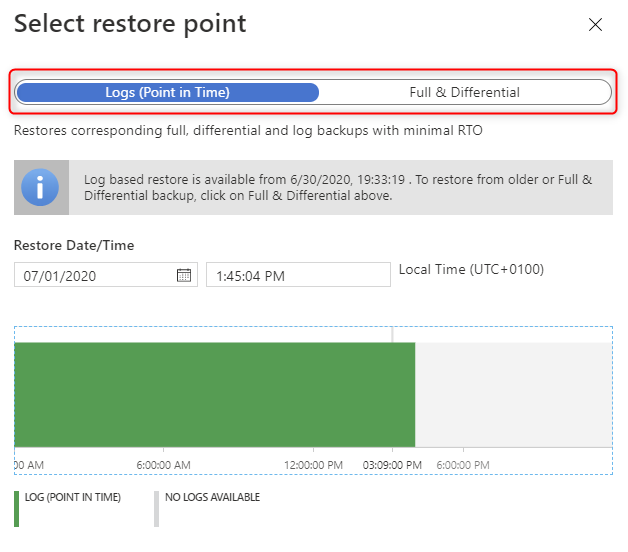 Select restore point
Logs (Point in Time)
Full & Differential
Restores corresponding full, differential and log backups with minimal RTO
Log based restore is available from 6/30/2020, 19:33:19 . To restore from older or Full &
Differential backup, click on Full & Differential above.
Restore Date/Time
07/01/2020
1:45:04 PM
Local Time (UTC+0100)
00 AM
6:00:00 AM
12:00:00 PM
03:09:00 PM
6:00:00 PM
LOG (POINT IN TIME)
NO LOGS AVAILABLE